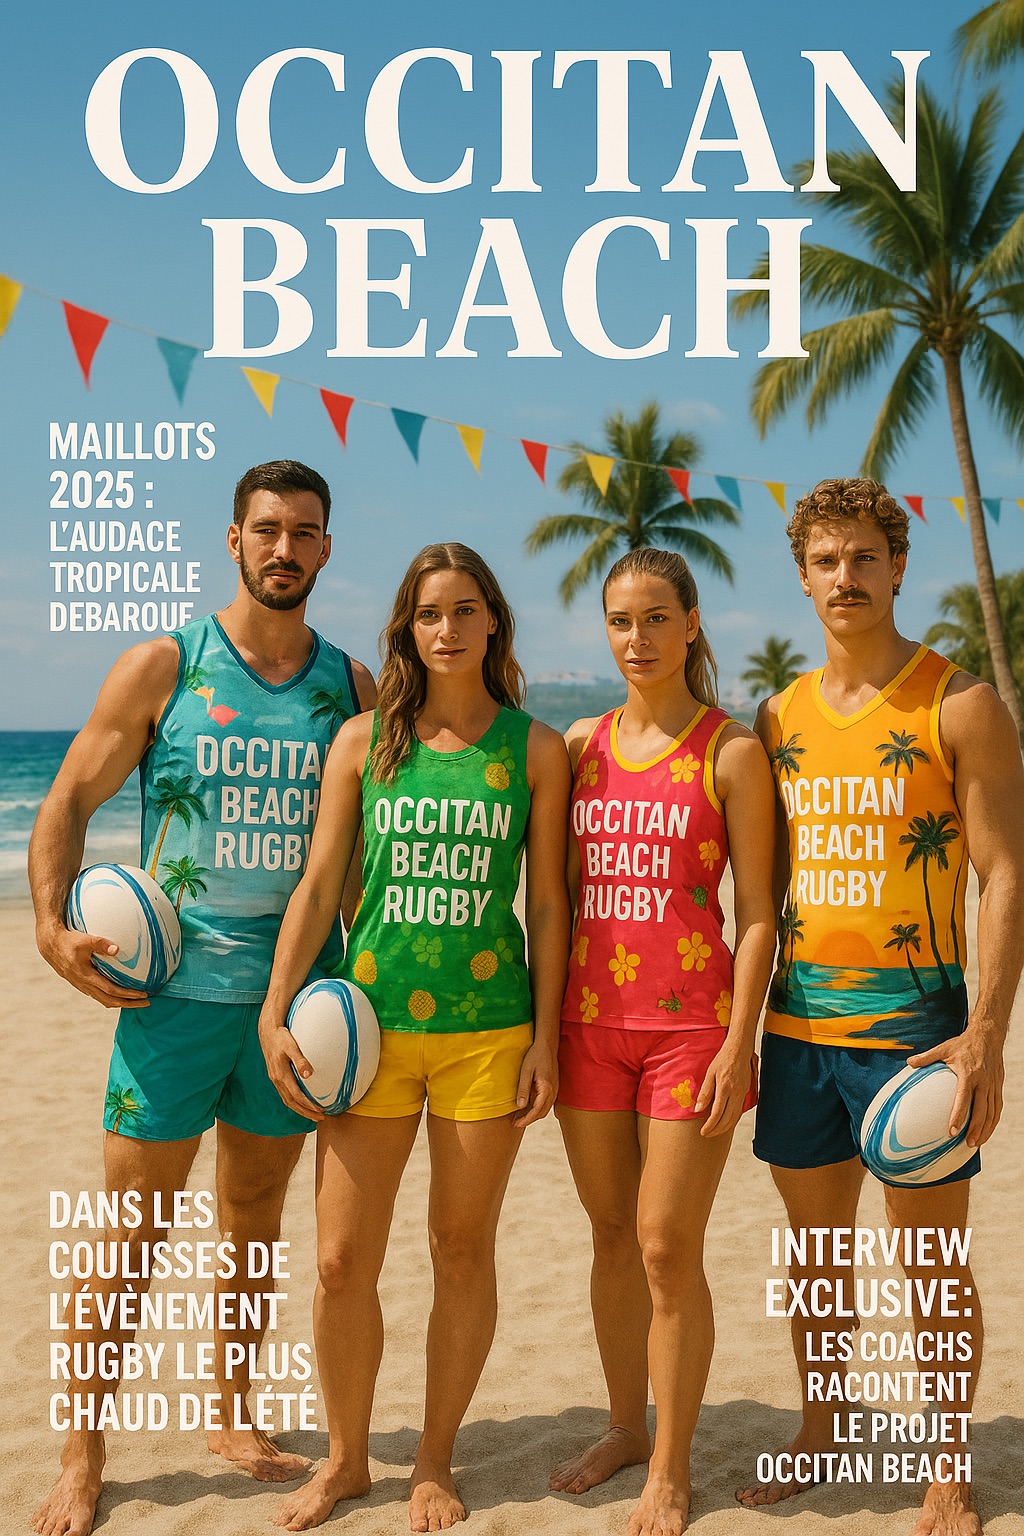 OCCITAN
BEACH
MAILLOTS
2025 :
L'AUDACE
TROPICALE
DEBAROUE
OCCITA
BEACH
RUGBY
OCCITAN
BEACH
RUGBY
OCCITAN
BEACH
RUGBY
OCCITAN
BEACH
RUGBY
DANS LES
COULISSES DE
L'ÉVÈNEMENT
RUGBY LE PLUS
CHAUD DE L'ÉTÉ
INTERVIEW
EXCLUSIVE:
LES COACHS
RACONTENT
LE PROJET
OCCITAN BEACH